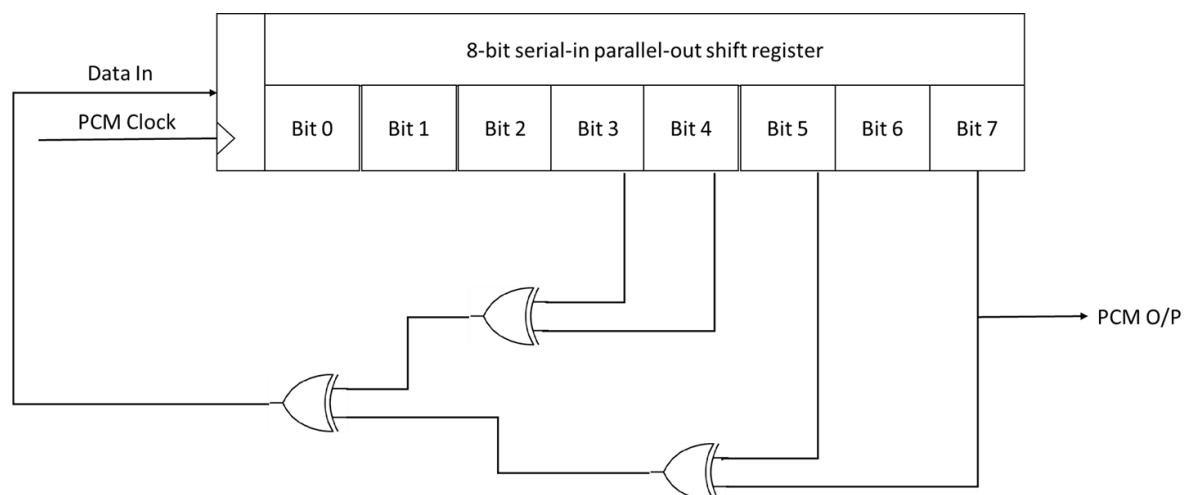 8-bit serial-in parallel-out shift register
Data In
PCM Clock
Bit 0 Bit 1 Bit 2 Bit 3 Bit 4 Bit 5 Bit 6 Bit 7
PCM O/P